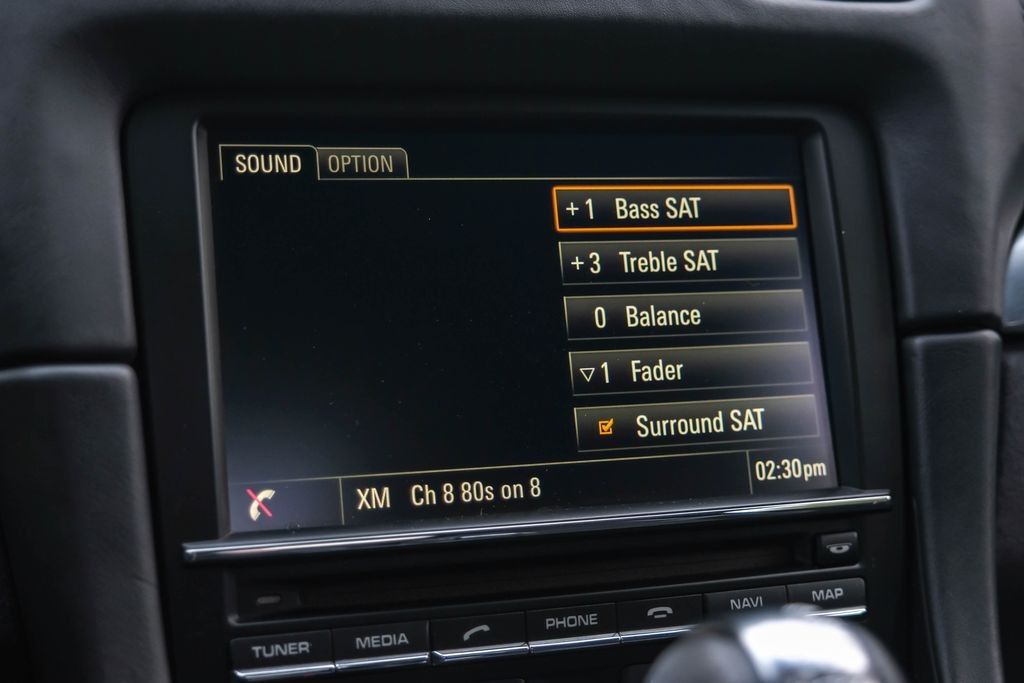 SOUND OPTION
+1 Bass SAT
+3 Treble SAT
0 Balance
▽1 Fader
Surround SAT
XM Ch 8 80s on 8 02:30pm
TUNER MEDIA PHONE NAVI MAP